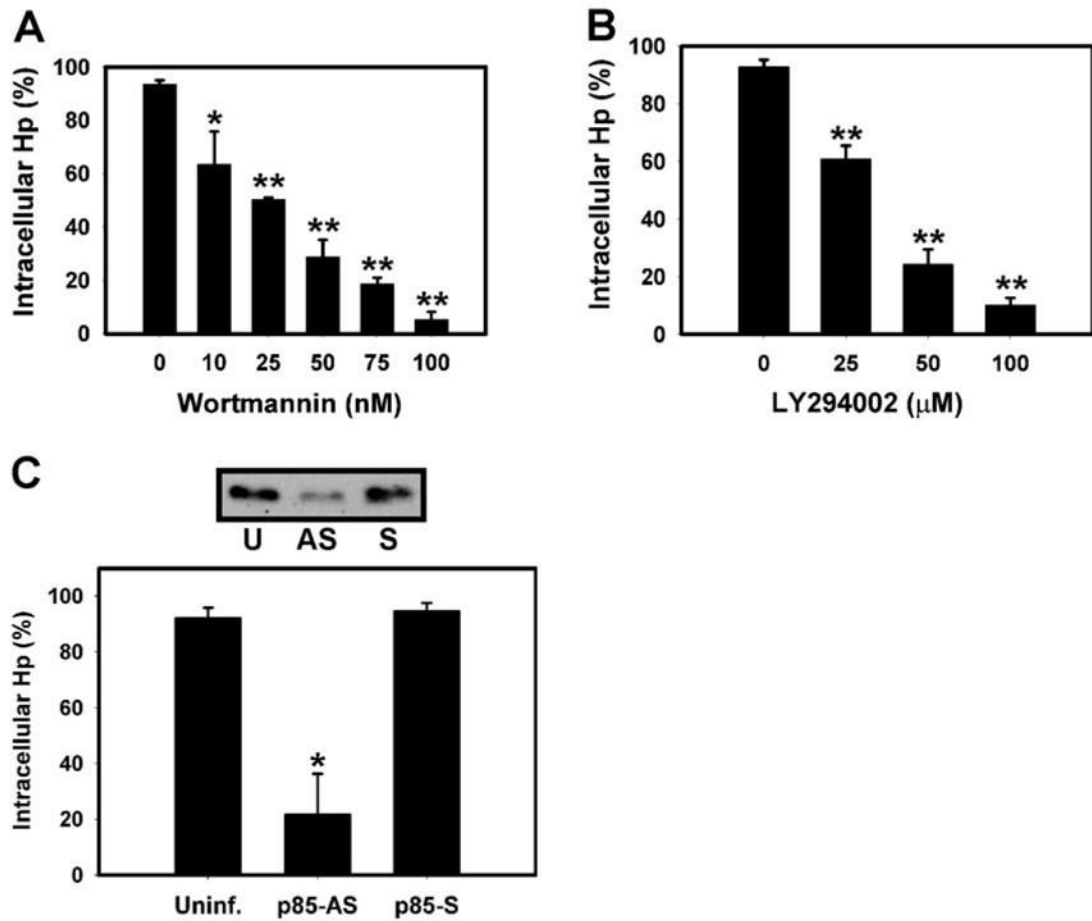 A
Intracellular Hp (%)
100
80
60
40
20
0
*
**
**
**
**
0 10 25 50 75 100
Wortmannin (nM)
B
Intracellular Hp (%)
100
80
60
40
20
0
**
**
**
0 25 50 100
LY294002 (μM)
C
U AS S
Intracellular Hp (%)
100
80
60
40
20
0
*
Uninf. p85-AS p85-S